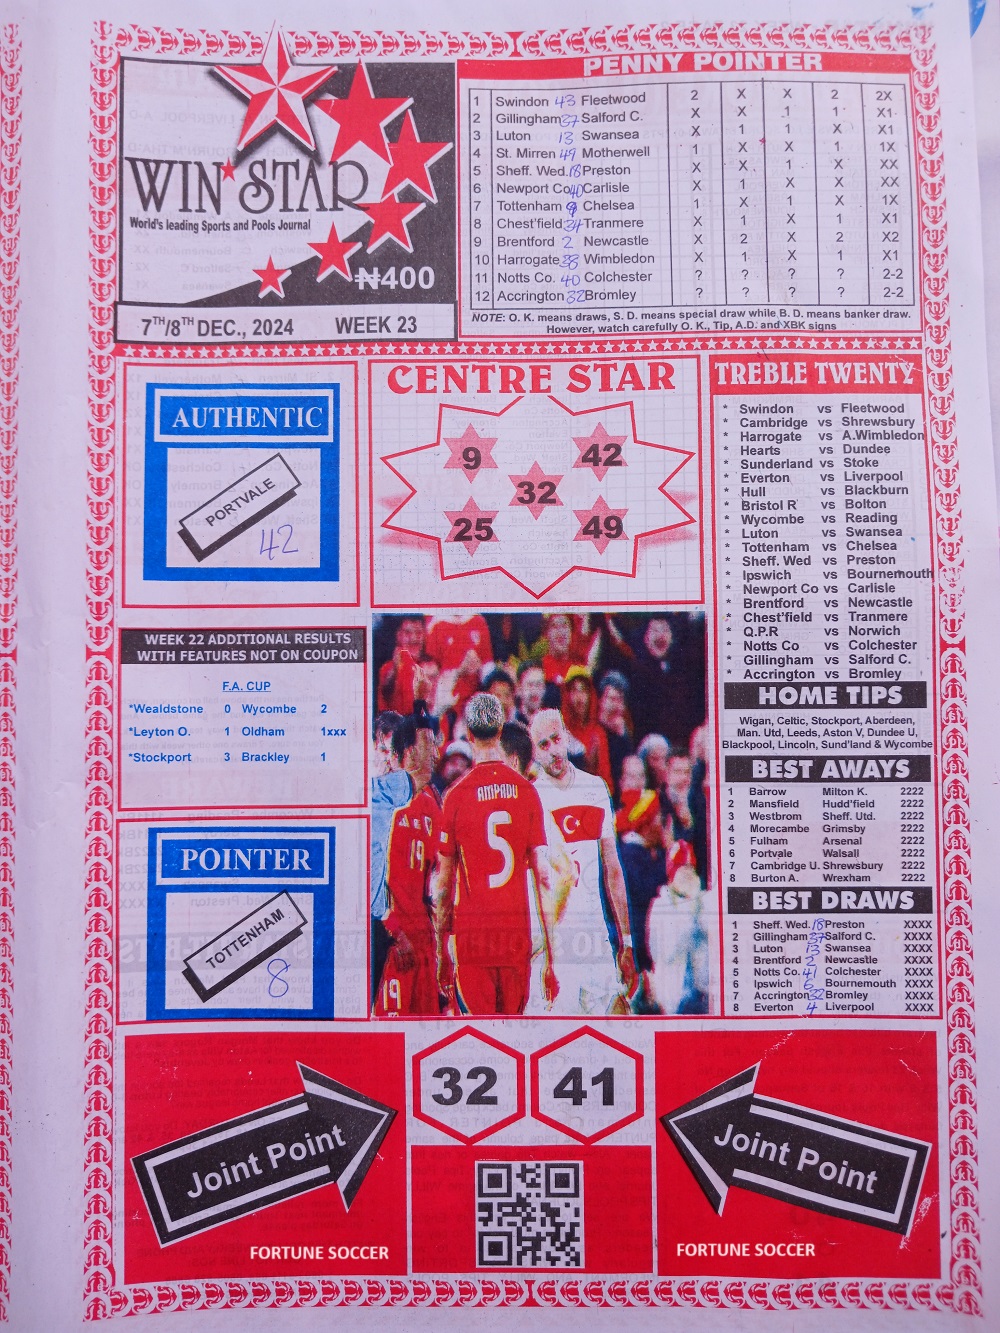 WIN STAR
World's leading Sports and Pools Journal
₦400
7TH/8TH DEC., 2024 WEEK 23
PENNY POINTER
1 Swindon 43 Fleetwood 2 X X 2 2X
2 Gillingham 37 Salford C. X X 1 1 X1
3 Luton 13 Swansea X 1 1 X X1
4 St. Mirren 49 Motherwell 1 X X 1 1X
5 Sheff. Wed. 18 Preston X X 1 X XX
6 Newport Co 40 Carlisle X 1 X X XX
7 Tottenham Chelsea 1 X 1 X 1X
8 Chest'field 34 Tranmere X 1 X 1 X1
9 Brentford 2 Newcastle X 2 X 2 X2
10 Harrogate Wimbledon X 1 X 1 X1
11 Notts Co. 40 Colchester ? ? ? ? 2-2
12 Accrington 32 Bromley ? ? ? ? 2-2
NOTE: O. K. means draws, S. D. means special draw while B. D. means banker draw.
However, watch carefully O. K., Tip, A.D. and XBK signs
AUTHENTIC
PORTVALE
42
CENTRE STAR
9 42
32
25 49
TREBLE TWENTY
* Swindon vs Fleetwood
* Cambridge vs Shrewsbury
* Harrogate vs A.Wimbledon
* Hearts vs Dundee
* Sunderland vs Stoke
* Everton vs Liverpool
* Hull vs Blackburn
* Bristol R vs Bolton
* Wycombe vs Reading
* Luton vs Swansea
* Tottenham vs Chelsea
* Sheff. Wed vs Preston
* Ipswich vs Bournemouth
* Newport Co vs Carlisle
* Brentford vs Newcastle
* Chest'field vs Tranmere
* Q.P.R vs Norwich
* Notts Co vs Colchester
* Gillingham vs Salford C.
* Accrington vs Bromley
WEEK 22 ADDITIONAL RESULTS
WITH FEATURES NOT ON COUPON
F.A. CUP
*Wealdstone 0 Wycombe 2
*Leyton O. 1 Oldham 1xxx
*Stockport 3 Brackley 1
POINTER
TOTTENHAM
8
AMPADU
5
19
19
HOME TIPS
Wigan, Celtic, Stockport, Aberdeen,
Man. Utd, Leeds, Aston V, Dundee U,
Blackpool, Lincoln, Sund'land & Wycombe
BEST AWAYS
1 Barrow Milton K. 2222
2 Mansfield Hudd'field 2222
3 Westbrom Sheff. Utd. 2222
4 Morecambe Grimsby 2222
5 Fulham Arsenal 2222
6 Portvale Walsall 2222
7 Cambridge U. Shrewsbury 2222
8 Burton A. Wrexham 2222
BEST DRAWS
1 Sheff. Wed. 18 Preston XXXX
2 Gillingham 37 Salford C. XXXX
3 Luton 13 Swansea XXXX
4 Brentford 2 Newcastle XXXX
5 Notts Co. 41 Colchester XXXX
6 Ipswich 6 Bournemouth XXXX
7 Accrington 32 Bromley XXXX
8 Everton 4 Liverpool XXXX
32 41
Joint Point
Joint Point
FORTUNE SOCCER
FORTUNE SOCCER